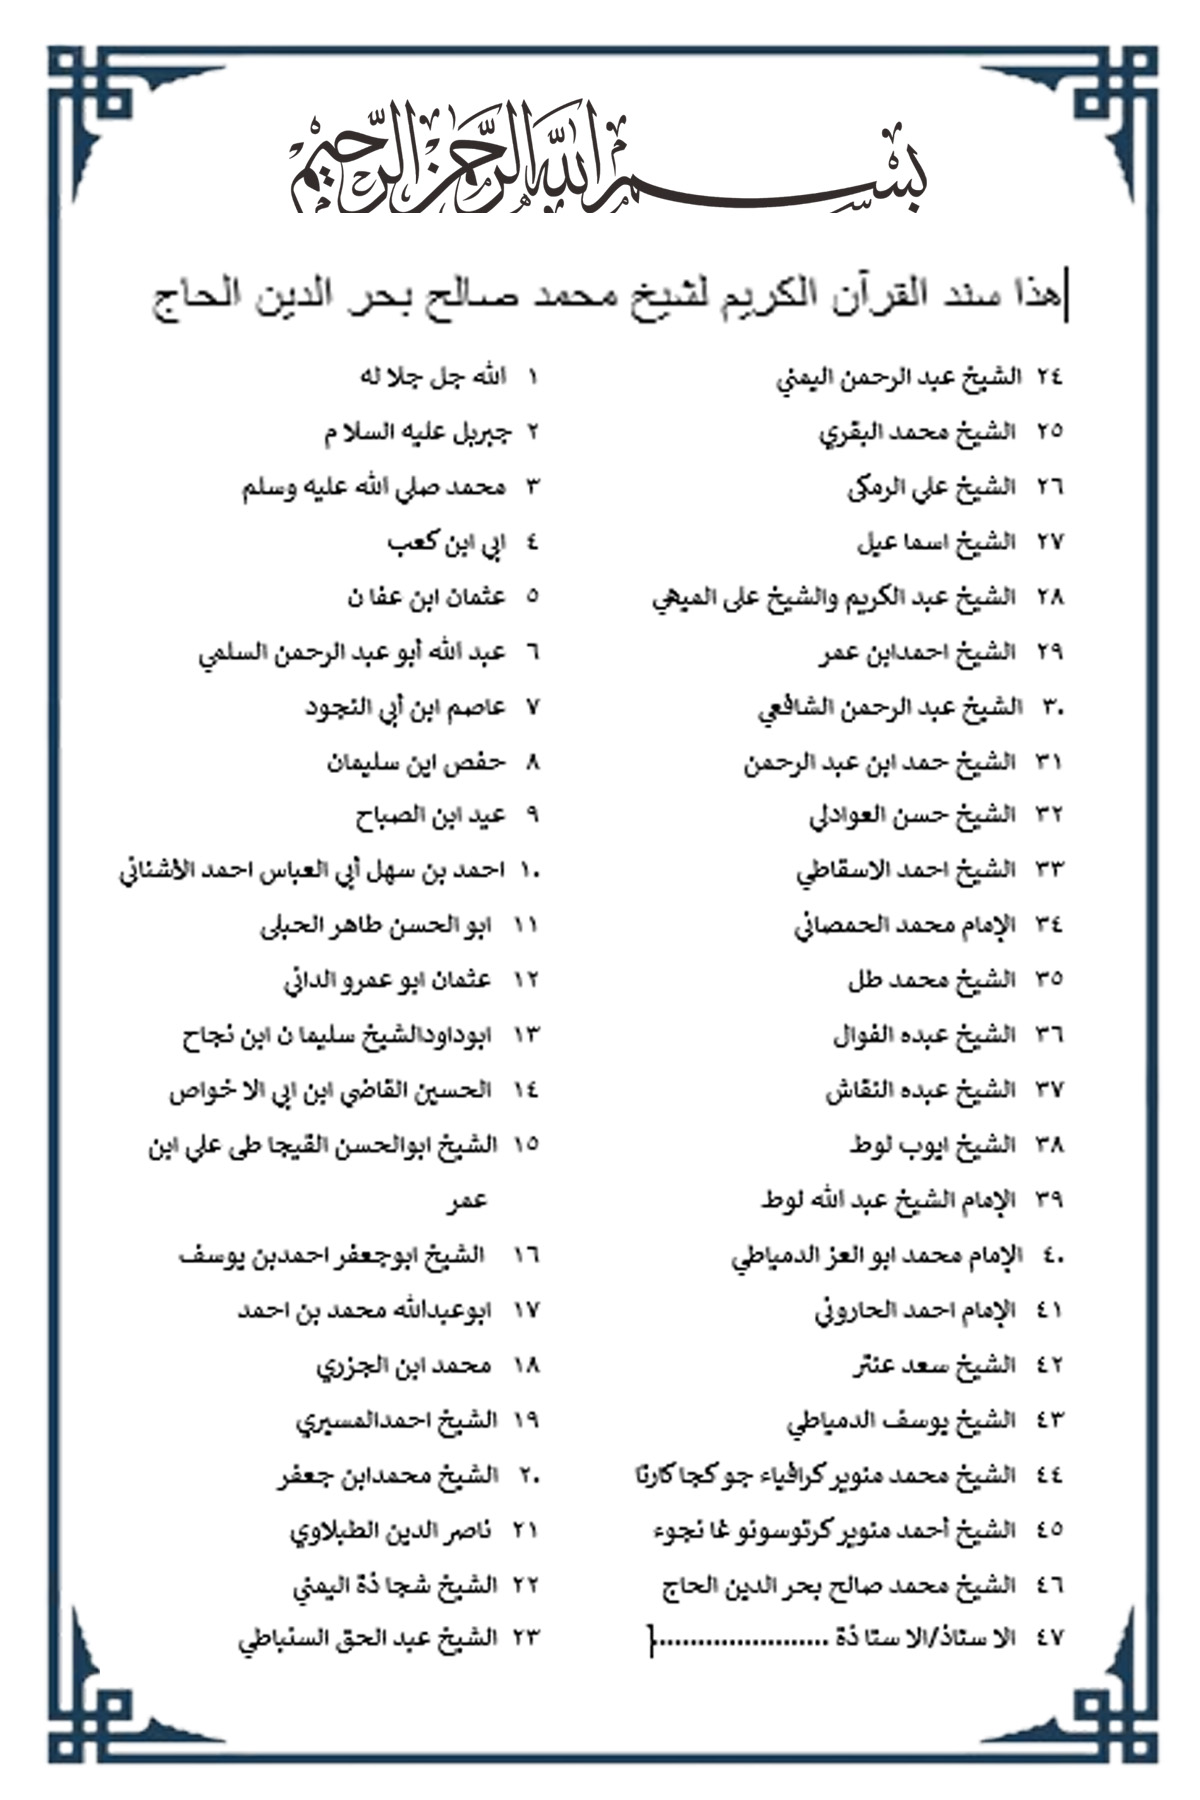 بسم الله الرحمن الرحيم
هذا سند القرآن الكريم لشيخ محمد صالح بحر الدين الحاج
١ الله جل جلا له
٢ جبريل عليه السلا م
٣ محمد صلي الله عليه وسلم
٤ ابي ابن كعب
٥ عثمان ابن عفا ن
٦ عبد الله أبو عبد الرحمن السلمي
٧ عاصم ابن أبي النجود
٨ حفص ابن سليمان
٩ عيد ابن الصباح
١٠ احمد بن سهل أبي العباس احمد الأشناني
١١ ابو الحسن طاهر الحبلى
١٢ عثمان ابو عمرو الداني
١٣ ابوداودالشيخ سليما ن ابن نجاح
١٤ الحسين القاضي ابن ابي الا خواص
١٥ الشيخ ابوالحسن القيجا طى علي ابن
عمر
١٦ الشيخ ابوجعفر احمدبن يوسف
١٧ ابوعبدالله محمد بن احمد
١٨ محمد ابن الجزري
١٩ الشيخ احمدالمسيري
٢٠ الشيخ محمدابن جعفر
٢١ ناصر الدين الطبلاوي
٢٢ الشيخ شجا ذة اليمني
٢٣ الشيخ عبد الحق السنباطي
٢٤ الشيخ عبد الرحمن اليمني
٢٥ الشيخ محمد البقري
٢٦ الشيخ علي الرمكى
٢٧ الشيخ اسما عيل
٢٨ الشيخ عبد الكريم والشيخ على الميهي
٢٩ الشيخ احمدابن عمر
٣٠ الشيخ عبد الرحمن الشافعي
٣١ الشيخ حمد ابن عبد الرحمن
٣٢ الشيخ حسن العوادلي
٣٣ الشيخ احمد الاسقاطي
٣٤ الإمام محمد الحمصاني
٣٥ الشيخ محمد طل
٣٦ الشيخ عبده الفوال
٣٧ الشيخ عبده النقاش
٣٨ الشيخ ايوب لوط
٣٩ الإمام الشيخ عبد الله لوط
٤٠ الإمام محمد ابو العز الدمياطي
٤١ الإمام احمد الحاروني
٤٢ الشيخ سعد عنتر
٤٣ الشيخ يوسف الدمياطي
٤٤ الشيخ محمد منوير كرافياء جو كجا كارتا
٤٥ الشيخ أحمد منوير كرتوسونو غا نجوء
٤٦ الشيخ محمد صالح بحر الدين الحاج
٤٧ الا ستاذ/الا ستا ذة .......................{